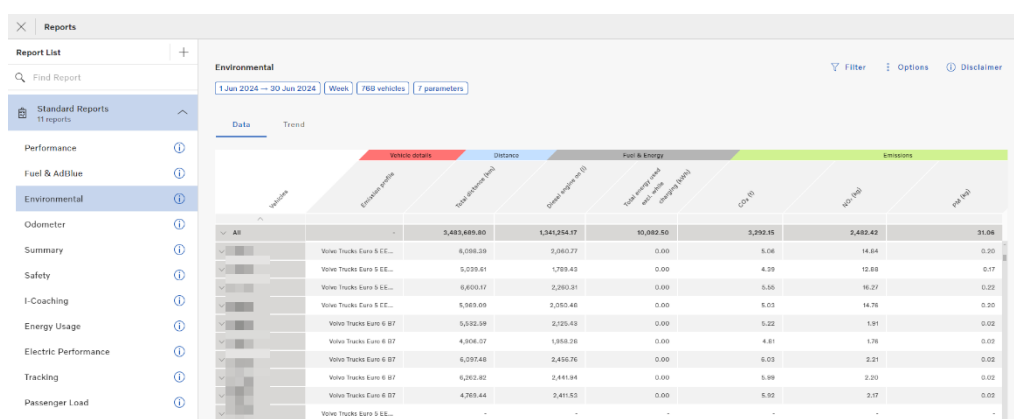 Reports
Report List
Find Report
Standard Reports
11 reports
Performance
Fuel & AdBlue
Environmental
Odometer
Summary
Safety
I-Coaching
Energy Usage
Electric Performance
Tracking
Passenger Load
Environmental
Filter Options Disclaimer
1 Jun 2024 → 30 Jun 2024 Week 768 vehicles 7 parameters
Data Trend
Vehicle details Distance Fuel & Energy Emissions
Vehicles Emission profile Total distance (km) Diesel engine on (l) Total energy used excl. while charging (kWh) CO₂ (t) NOₓ (kg) PM (kg)
All - 3,483,689.80 1,341,254.17 10,082.50 3,292.15 2,482.42 31.06
Volvo Trucks Euro 5 EE... 6,098.38 2,060.77 0.00 5.06 14.84 0.20
Volvo Trucks Euro 5 EE... 5,039.61 1,789.43 0.00 4.39 12.88 0.17
Volvo Trucks Euro 5 EE... 6,600.17 2,260.31 0.00 5.55 16.27 0.22
Volvo Trucks Euro 5 EE... 5,969.09 2,050.46 0.00 5.03 14.76 0.20
Volvo Trucks Euro 6 B7 5,532.59 2,125.43 0.00 5.22 1.91 0.02
Volvo Trucks Euro 6 B7 4,906.07 1,958.26 0.00 4.81 1.76 0.02
Volvo Trucks Euro 6 B7 6,097.48 2,456.76 0.00 6.03 2.21 0.02
Volvo Trucks Euro 6 B7 6,262.82 2,441.94 0.00 5.99 2.20 0.02
Volvo Trucks Euro 6 B7 4,769.44 2,411.53 0.00 5.92 2.17 0.02
Volvo Trucks Euro 5 EE... - - - - - -